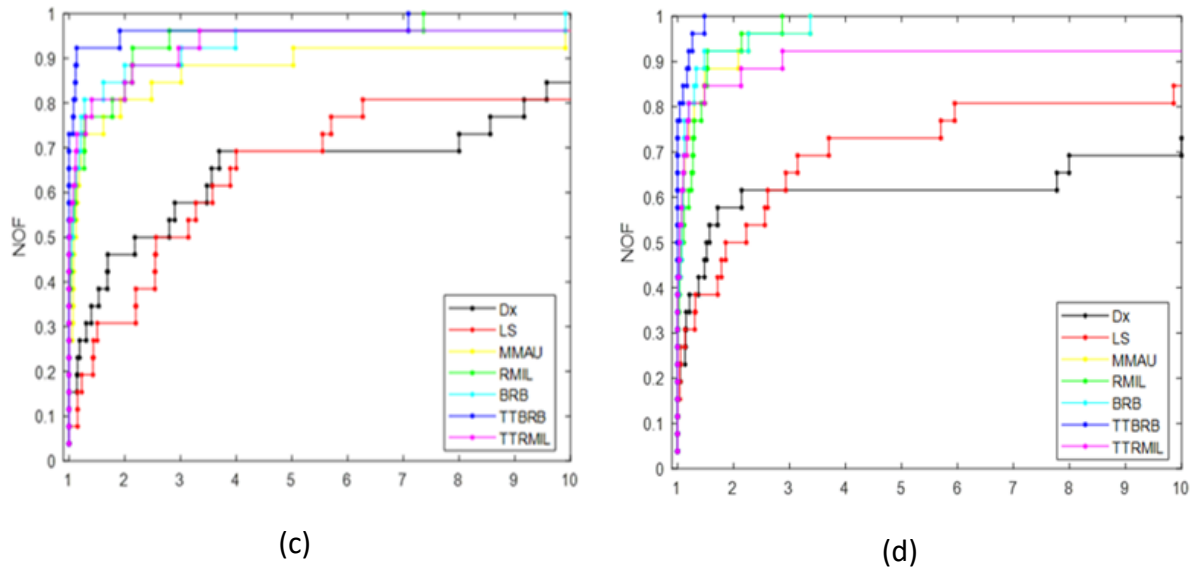 1
0.9
0.8
0.7
0.6
0.5
0.4
0.3
0.2
0.1
0
NOF
1 2 3 4 5 6 7 8 9 10
Dx
LS
MMAU
RMIL
BRB
TTBRB
TTRMIL
(c)
1
0.9
0.8
0.7
0.6
0.5
0.4
0.3
0.2
0.1
0
NOF
1 2 3 4 5 6 7 8 9 10
Dx
LS
MMAU
RMIL
BRB
TTBRB
TTRMIL
(d)